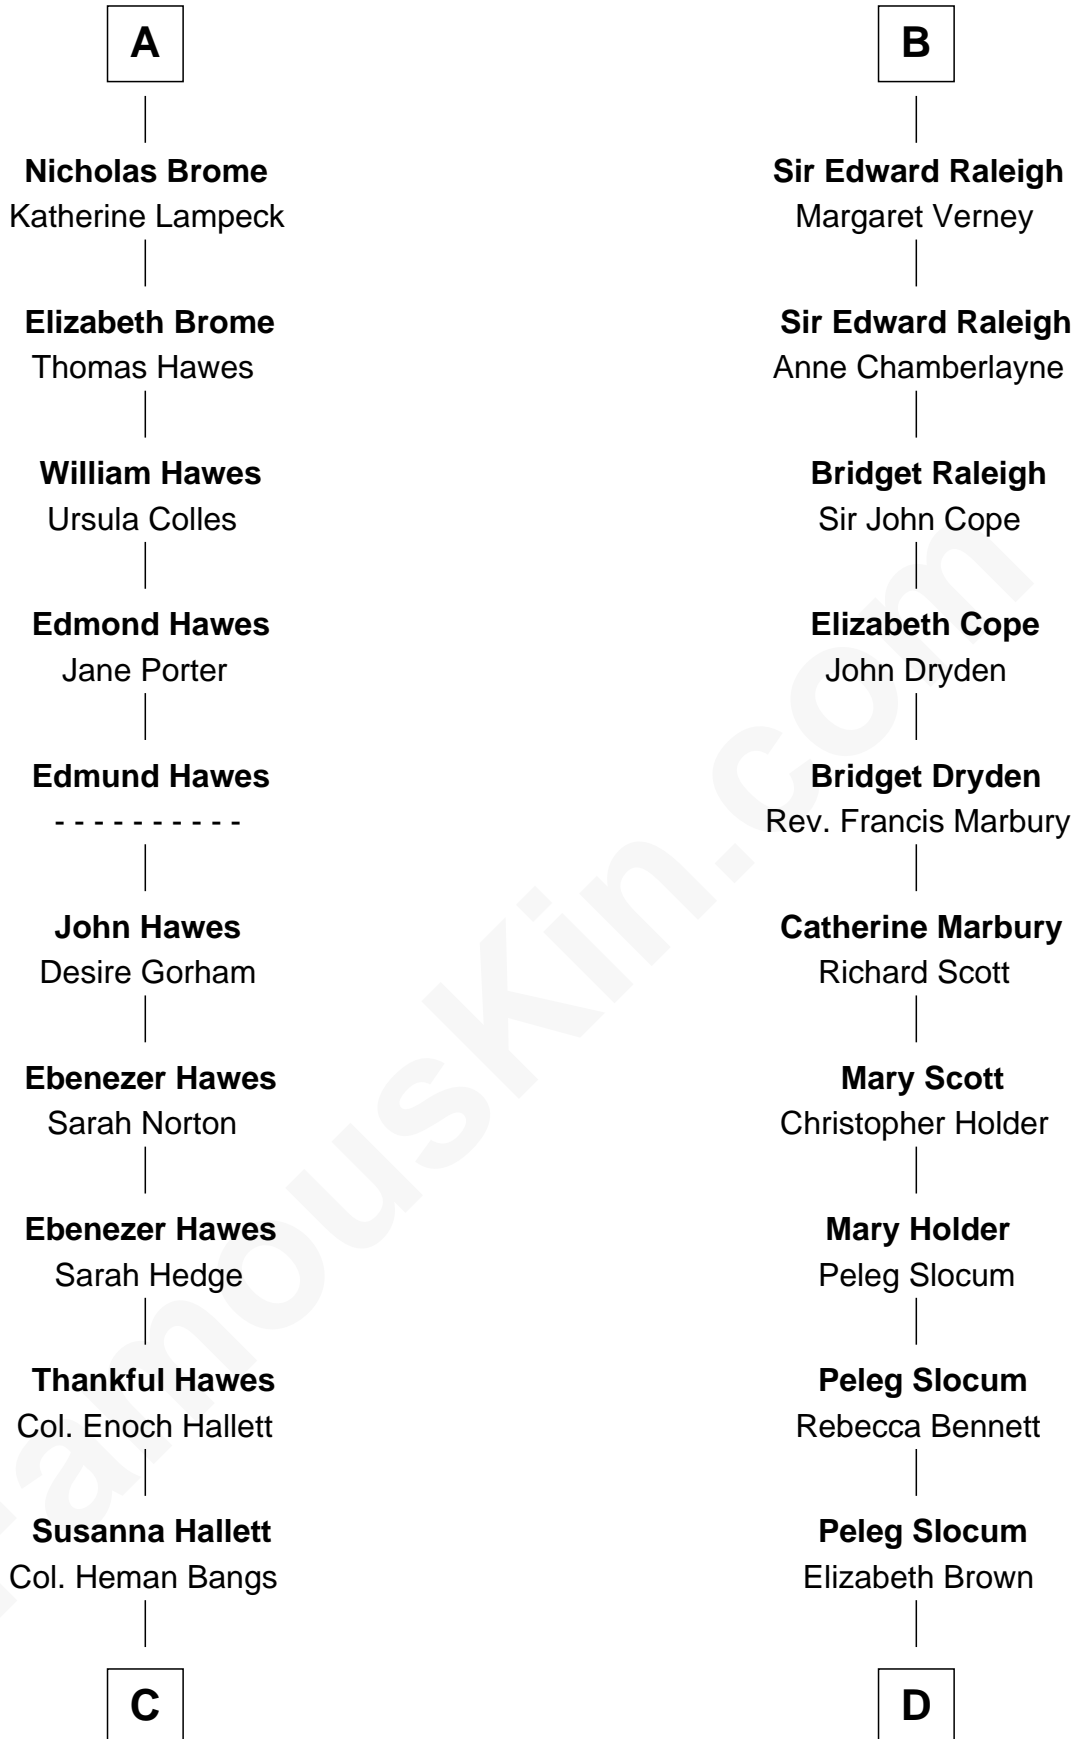 A
Nicholas Brome
Katherine Lampeck
Elizabeth Brome
Thomas Hawes
William Hawes
Ursula Colles
Edmond Hawes
Jane Porter
Edmund Hawes
- - - - - - - - - -
John Hawes
Desire Gorham
Ebenezer Hawes
Sarah Norton
Ebenezer Hawes
Sarah Hedge
Thankful Hawes
Col. Enoch Hallett
Susanna Hallett
Col. Heman Bangs
C
B
Sir Edward Raleigh
Margaret Verney
Sir Edward Raleigh
Anne Chamberlayne
Bridget Raleigh
Sir John Cope
Elizabeth Cope
John Dryden
Bridget Dryden
Rev. Francis Marbury
Catherine Marbury
Richard Scott
Mary Scott
Christopher Holder
Mary Holder
Peleg Slocum
Peleg Slocum
Rebecca Bennett
Peleg Slocum
Elizabeth Brown
D
FamousKin.com